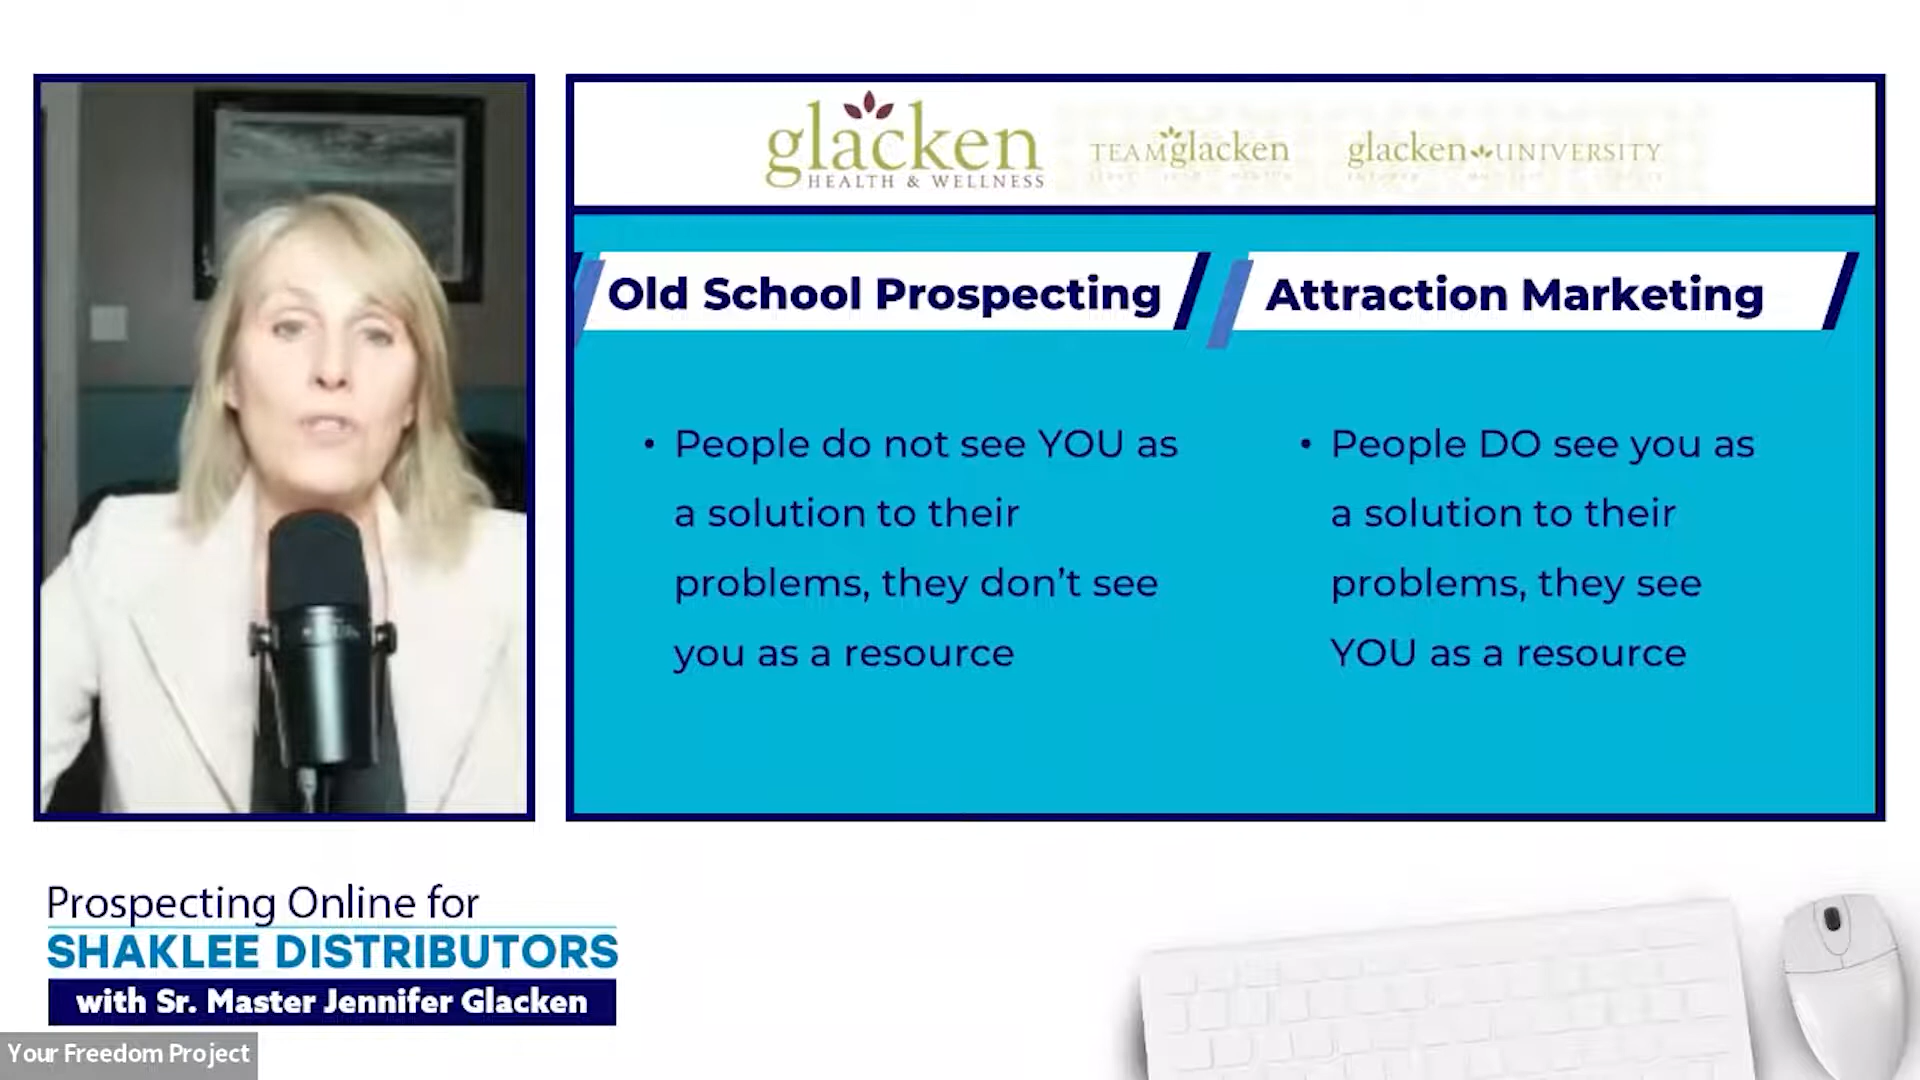 glacken
HEALTH & WELLNESS
TEAMglacken
glacken UNIVERSITY
Old School Prospecting
Attraction Marketing
• People do not see YOU as
a solution to their
problems, they don't see
you as a resource
• People DO see you as
a solution to their
problems, they see
YOU as a resource
Prospecting Online for
SHAKLEE DISTRIBUTORS
with Sr. Master Jennifer Glacken
Your Freedom Project